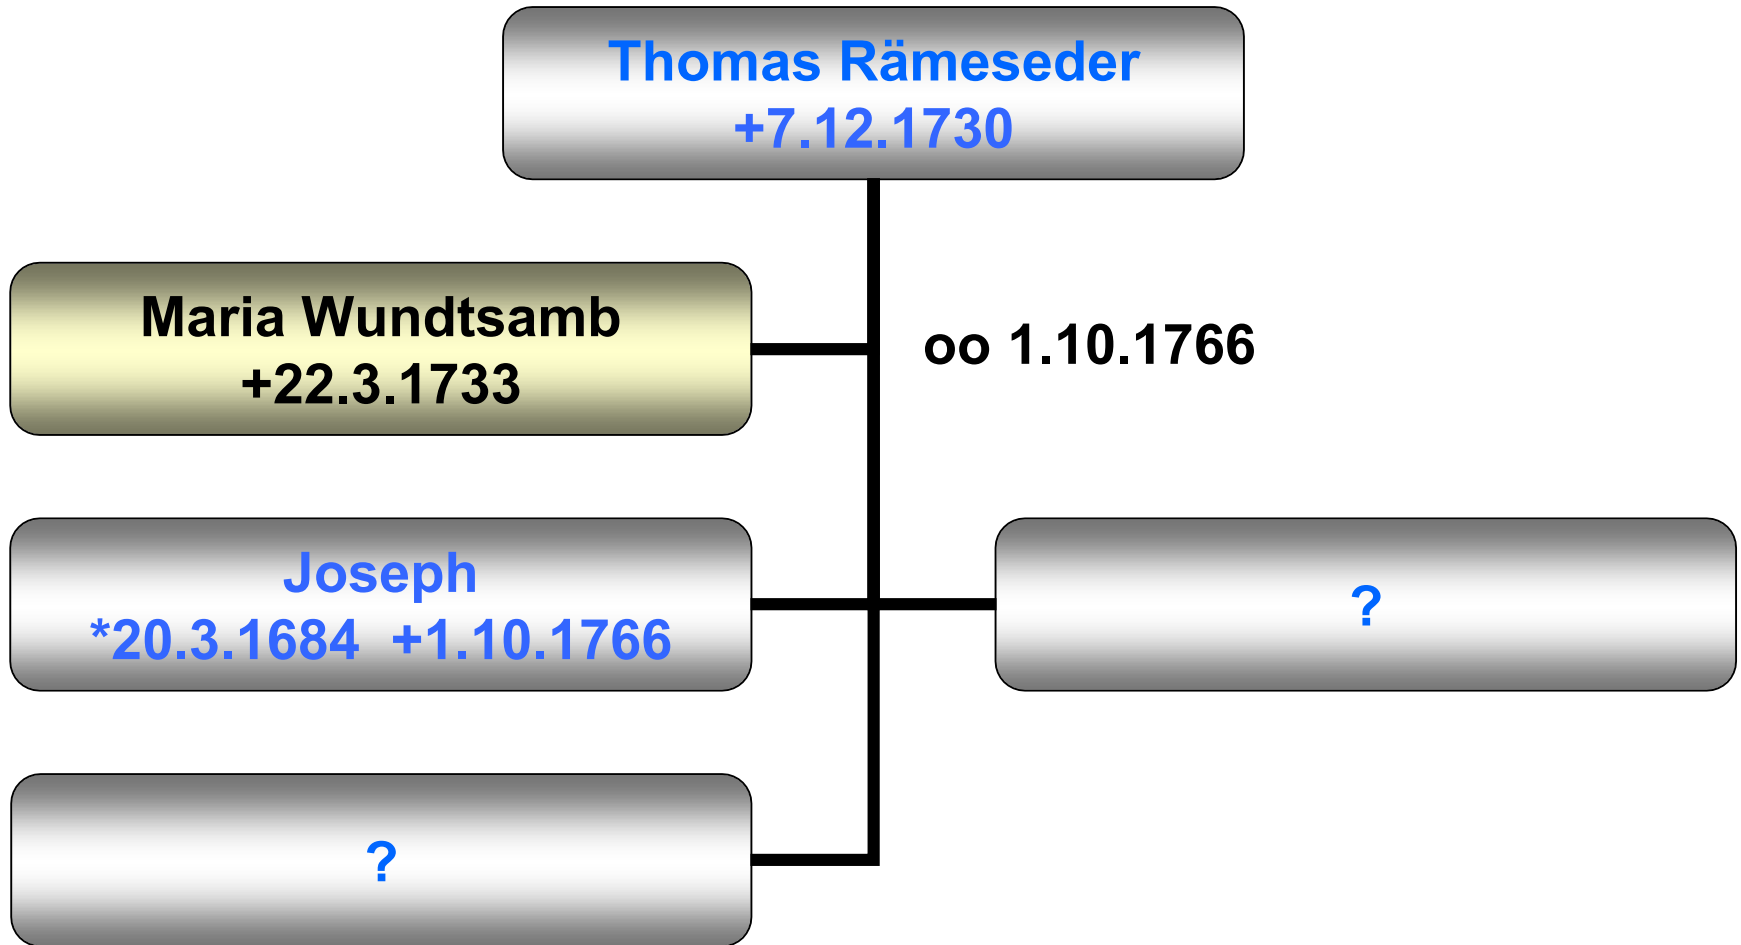 Thomas Rämeseder
+7.12.1730
Maria Wundtsamb
+22.3.1733
oo 1.10.1766
Joseph
*20.3.1684  +1.10.1766
?
?